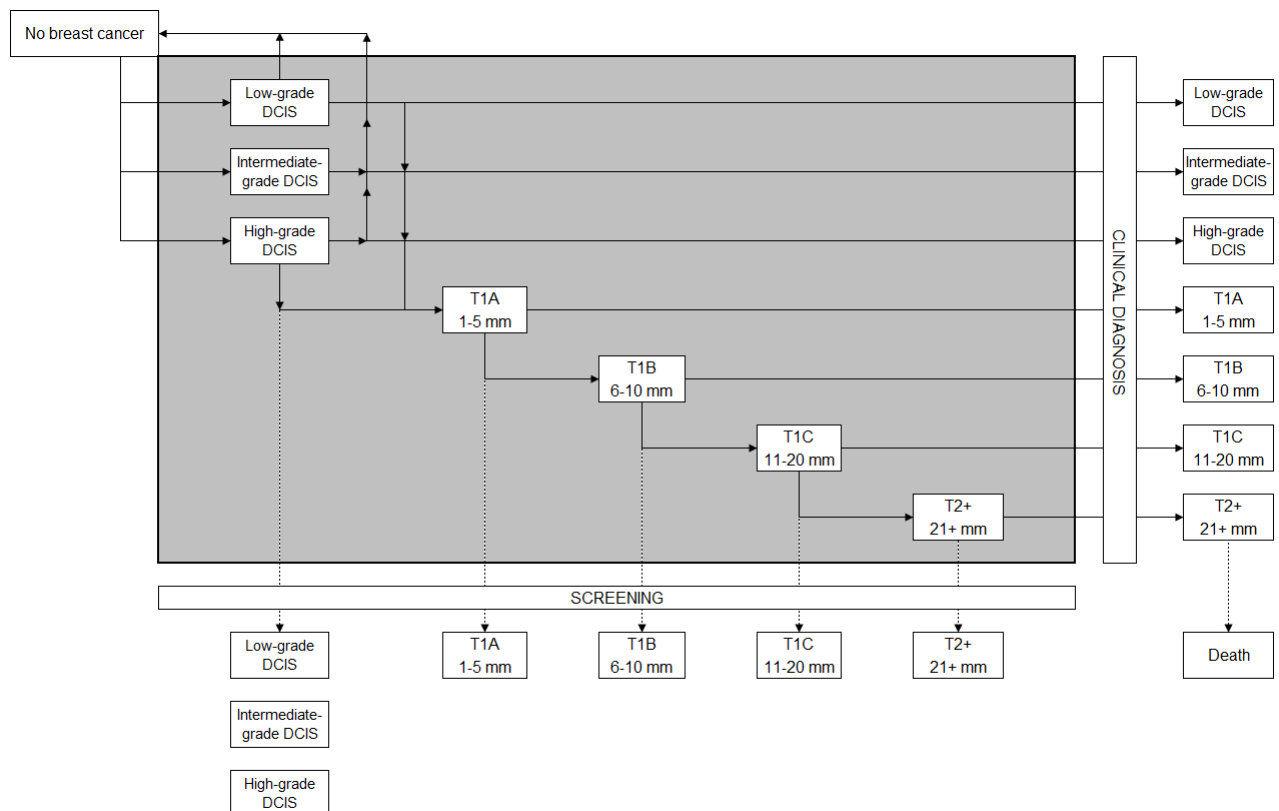 No breast cancer
Low-grade
DCIS
Low-grade
DCIS
Intermediate-
grade DCIS
Intermediate-
grade DCIS
High-grade
DCIS
High-grade
DCIS
CLINICAL DIAGNOSIS
T1A
1-5 mm
T1A
1-5 mm
T1B
6-10 mm
T1B
6-10 mm
T1C
11-20 mm
T1C
11-20 mm
T2+
21+ mm
T2+
21+ mm
SCREENING
Low-grade
DCIS
T1A
1-5 mm
T1B
6-10 mm
T1C
11-20 mm
T2+
21+ mm
Death
Intermediate-
grade DCIS
High-grade
DCIS